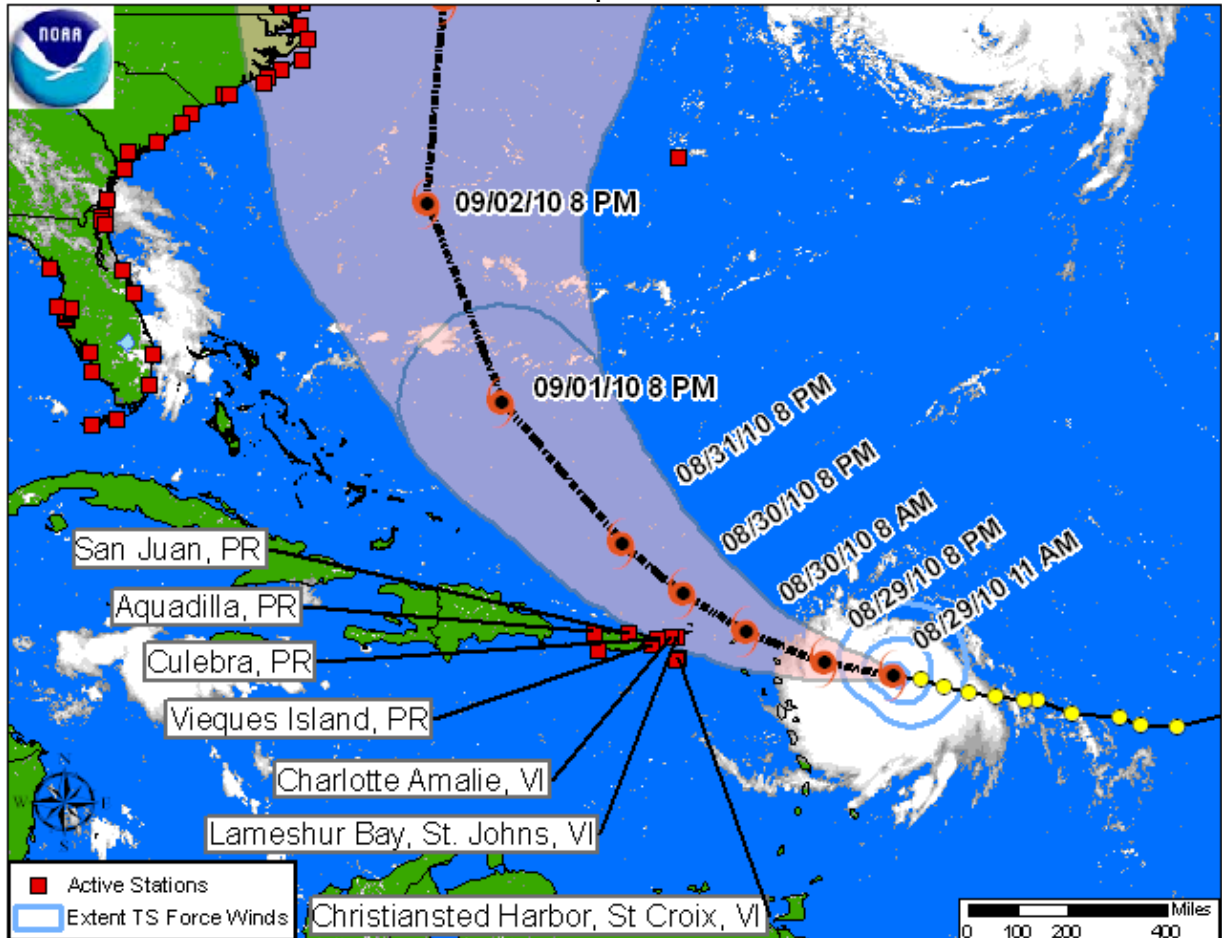 NOAA
09/02/10 8 PM
09/01/10 8 PM
08/31/10 8 PM
08/30/10 8 PM
08/30/10 8 AM
08/29/10 8 PM
08/29/10 11 AM
San Juan, PR
Aquadilla, PR
Culebra, PR
Vieques Island, PR
Charlotte Amalie, VI
Lameshur Bay, St. Johns, VI
Christiansted Harbor, St Croix, VI
N
W E
S
Active Stations
Extent TS Force Winds
Miles
0 100 200 400